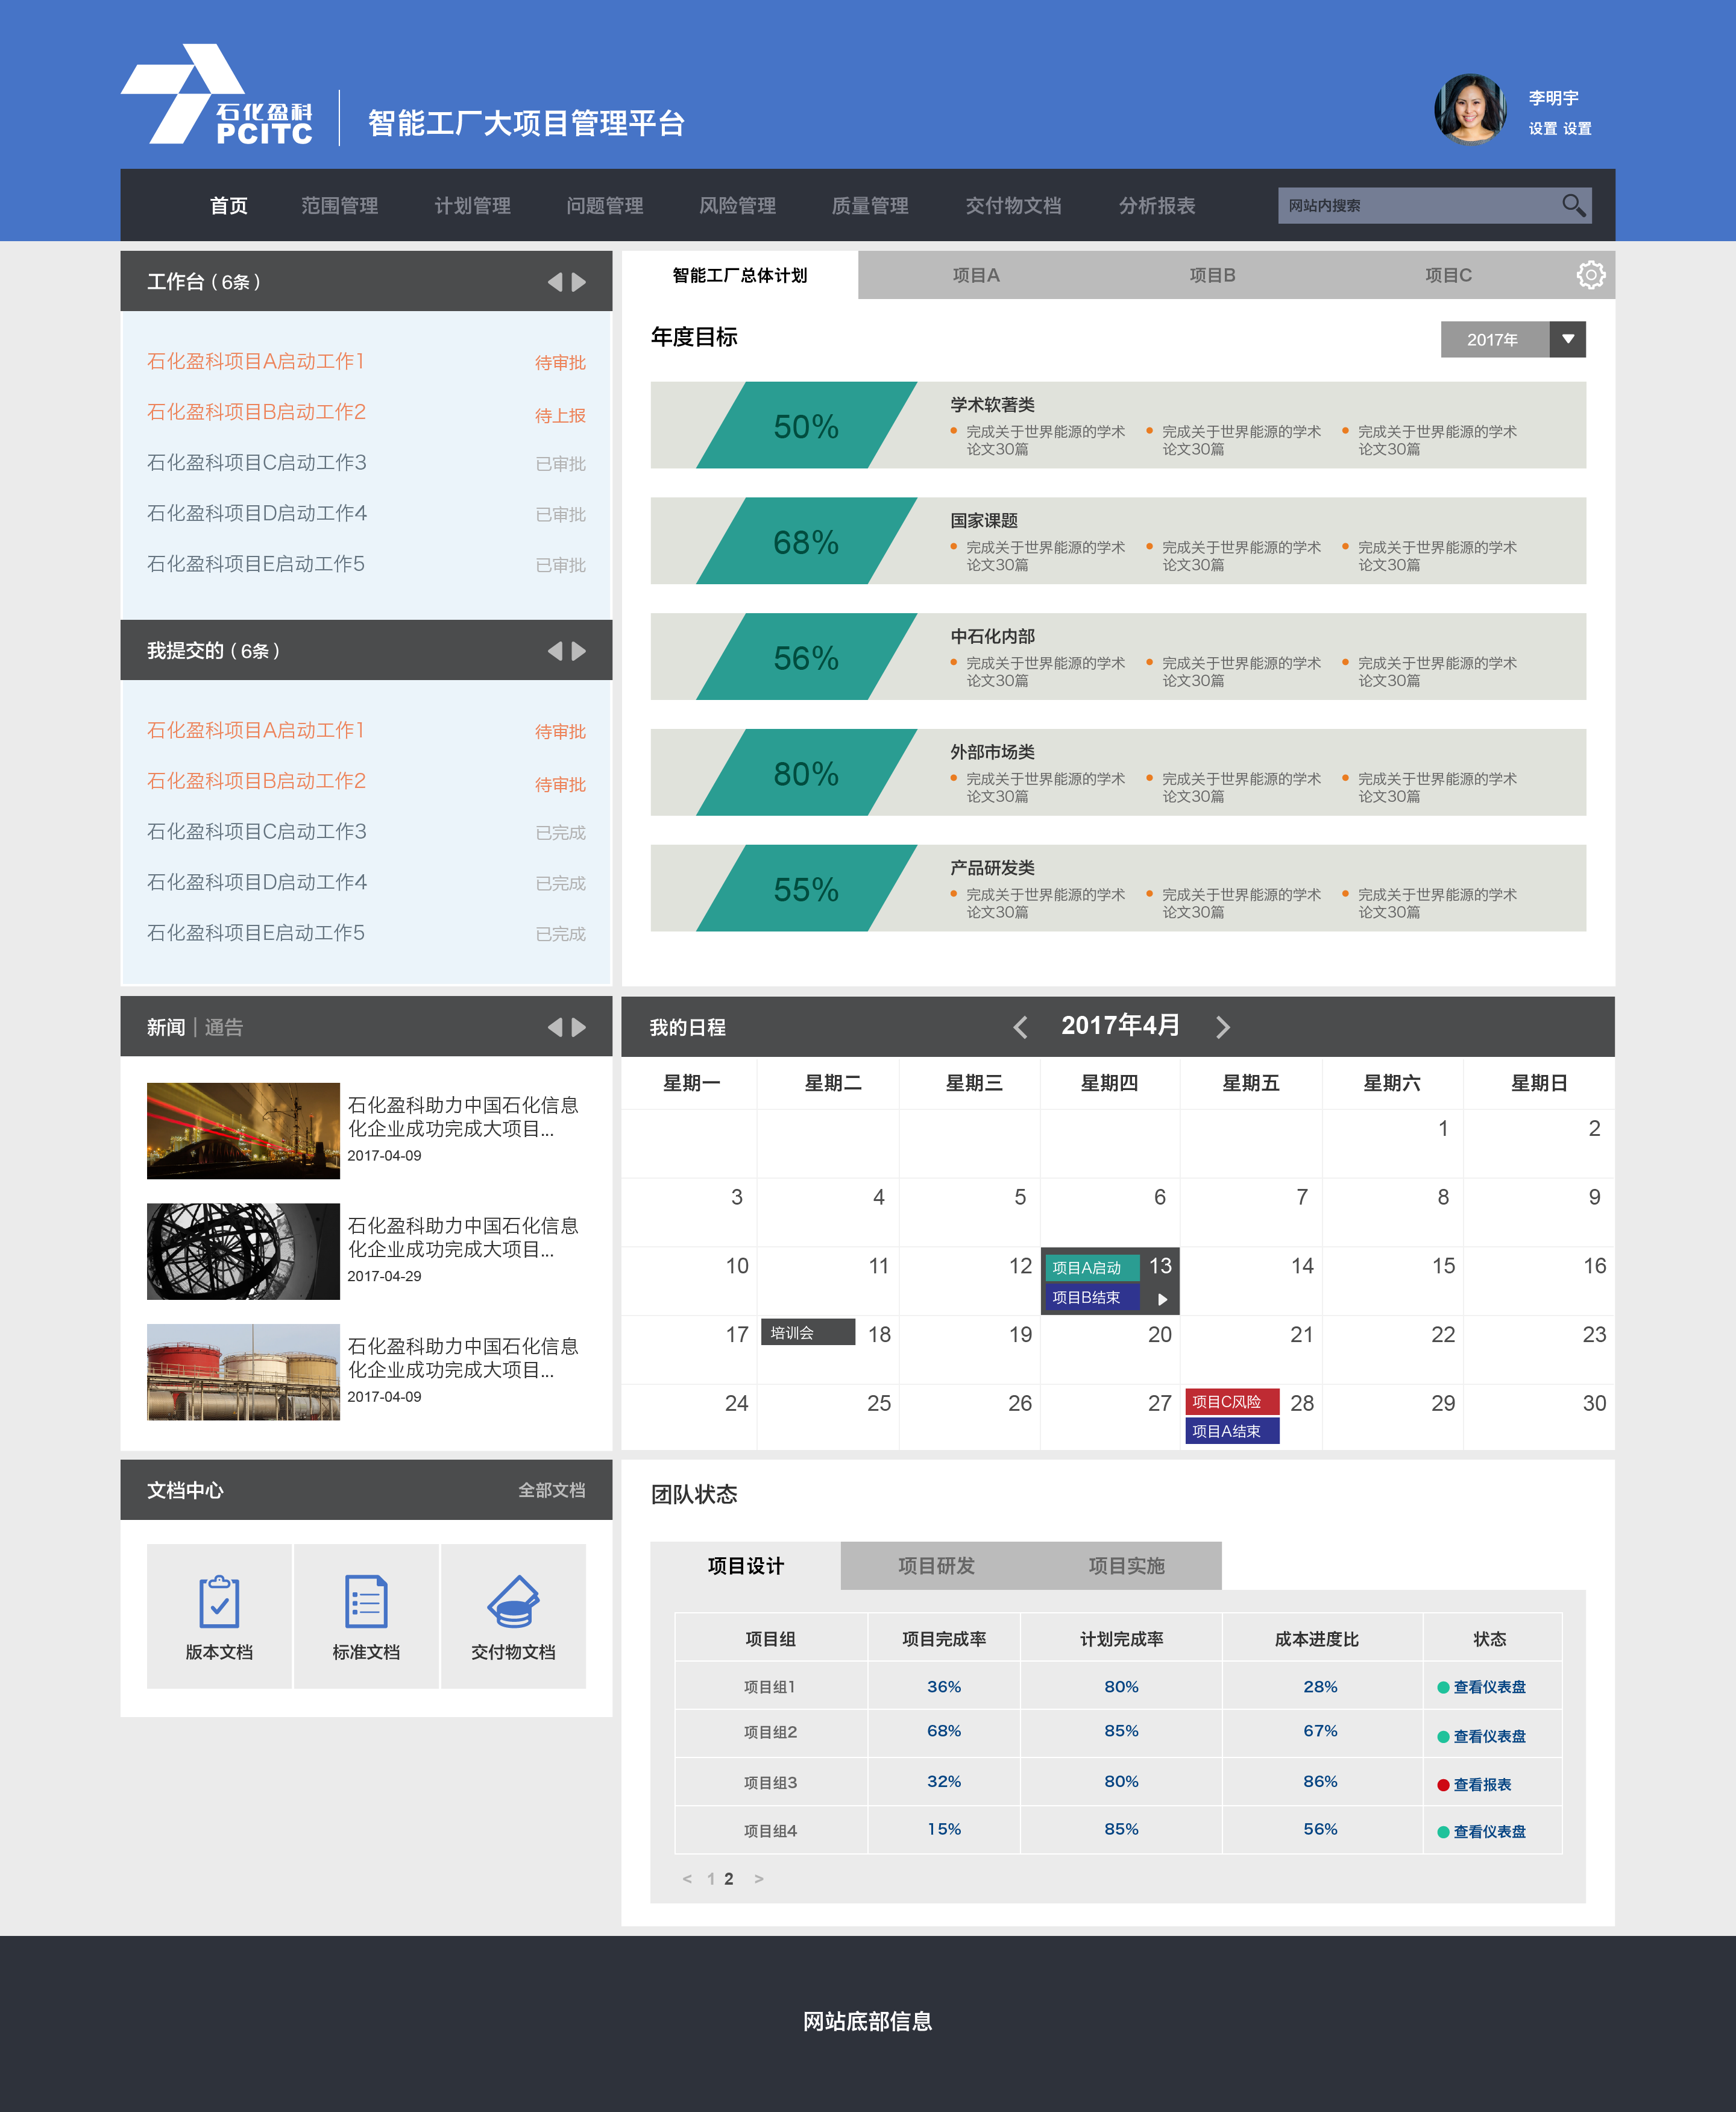 石化盈科
PCITC
智能工厂大项目管理平台
李明宇
设置 设置
首页 范围管理 计划管理 问题管理 风险管理 质量管理 交付物文档 分析报表 网站内搜索
工作台（6条）
石化盈科项目A启动工作1 待审批
石化盈科项目B启动工作2 待上报
石化盈科项目C启动工作3 已审批
石化盈科项目D启动工作4 已审批
石化盈科项目E启动工作5 已审批
我提交的（6条）
石化盈科项目A启动工作1 待审批
石化盈科项目B启动工作2 待审批
石化盈科项目C启动工作3 已完成
石化盈科项目D启动工作4 已完成
石化盈科项目E启动工作5 已完成
智能工厂总体计划 项目A 项目B 项目C
年度目标 2017年
50%
学术软著类
完成关于世界能源的学术 完成关于世界能源的学术 完成关于世界能源的学术
论文30篇 论文30篇 论文30篇
68%
国家课题
完成关于世界能源的学术 完成关于世界能源的学术 完成关于世界能源的学术
论文30篇 论文30篇 论文30篇
56%
中石化内部
完成关于世界能源的学术 完成关于世界能源的学术 完成关于世界能源的学术
论文30篇 论文30篇 论文30篇
80%
外部市场类
完成关于世界能源的学术 完成关于世界能源的学术 完成关于世界能源的学术
论文30篇 论文30篇 论文30篇
55%
产品研发类
完成关于世界能源的学术 完成关于世界能源的学术 完成关于世界能源的学术
论文30篇 论文30篇 论文30篇
新闻 | 通告
石化盈科助力中国石化信息
化企业成功完成大项目...
2017-04-09
石化盈科助力中国石化信息
化企业成功完成大项目...
2017-04-29
石化盈科助力中国石化信息
化企业成功完成大项目...
2017-04-09
我的日程 2017年4月
星期一 星期二 星期三 星期四 星期五 星期六 星期日
1 2
3 4 5 6 7 8 9
10 11 12 项目A启动 13 14 15 16
项目B结束
17 培训会 18 19 20 21 22 23
24 25 26 27 项目C风险 28 29 30
项目A结束
文档中心 全部文档
版本文档 标准文档 交付物文档
团队状态
项目设计 项目研发 项目实施
项目组 项目完成率 计划完成率 成本进度比 状态
项目组1 36% 80% 28% 查看仪表盘
项目组2 68% 85% 67% 查看仪表盘
项目组3 32% 80% 86% 查看报表
项目组4 15% 85% 56% 查看仪表盘
< 1 2 >
网站底部信息